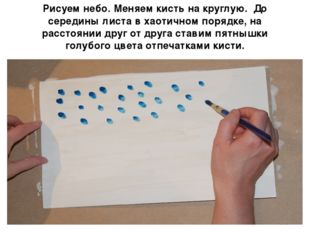 Рисуем небо. Меняем кисть на круглую.  До
середины листа в хаотичном порядке, на
расстоянии друг от друга ставим пятнышки
голубого цвета отпечатками кисти.